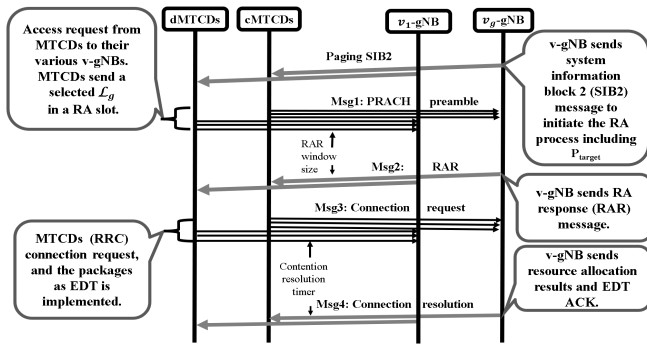 dMTCDs
cMTCDs
v₁-gNB
v_g-gNB
Access request from
MTCDs to their
various v-gNBs.
MTCDs send a
selected ℒ_g
in a RA slot.
Paging SIB2
v-gNB sends
system
information
block 2 (SIB2)
message to
initiate the RA
process including
P_target
Msg1: PRACH preamble
RAR
window
size
Msg2: RAR
v-gNB sends RA
response (RAR)
message.
Msg3: Connection request
MTCDs (RRC)
connection request,
and the packages
as EDT is
implemented.
Contention
resolution
timer
v-gNB sends
resource allocation
results and EDT
ACK.
Msg4: Connection resolution